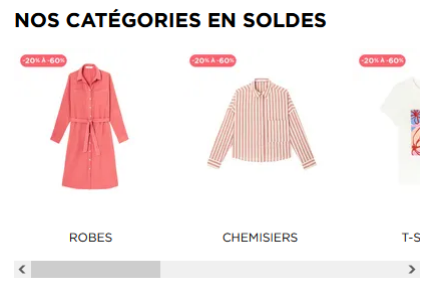 NOS CATÉGORIES EN SOLDES
-20% À -60%
-20% À -60%
-20% À -60%
ROBES
CHEMISIERS
T-S